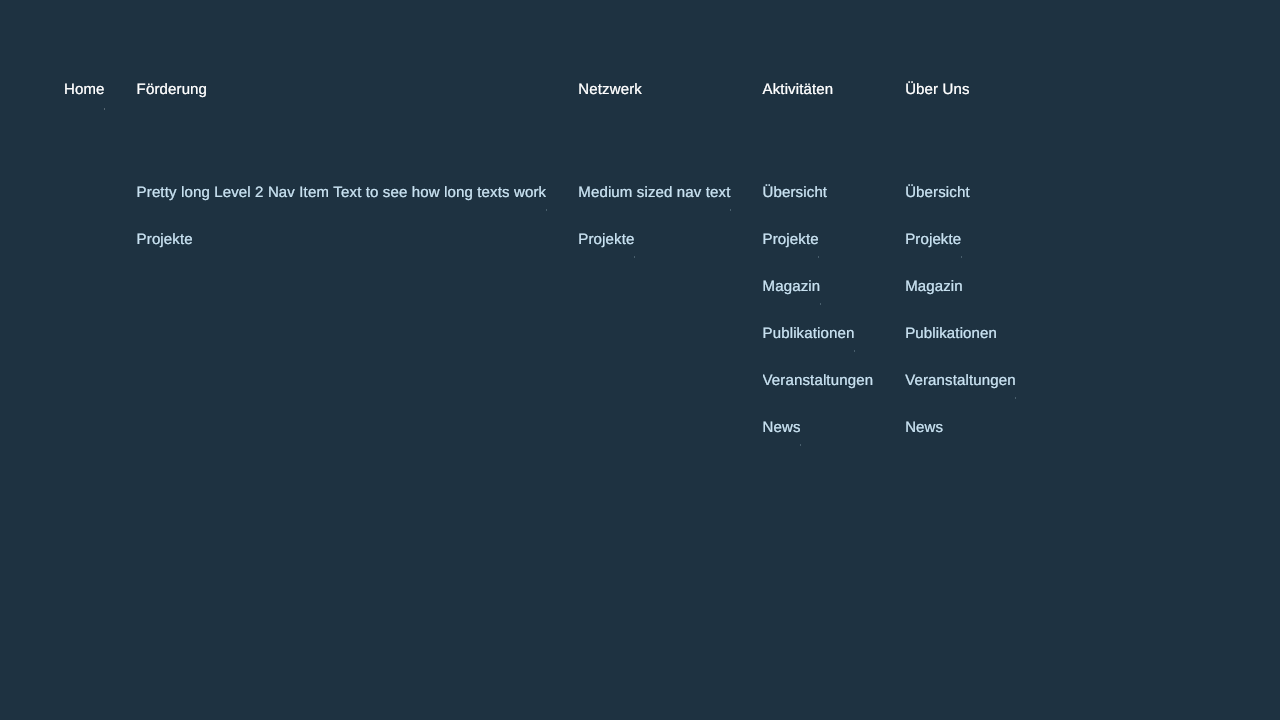 Home Förderung Netzwerk Aktivitäten Über Uns
Pretty long Level 2 Nav Item Text to see how long texts work Medium sized nav text Übersicht Übersicht
Projekte Projekte Projekte Projekte
Magazin Magazin
Publikationen Publikationen
Veranstaltungen Veranstaltungen
News News